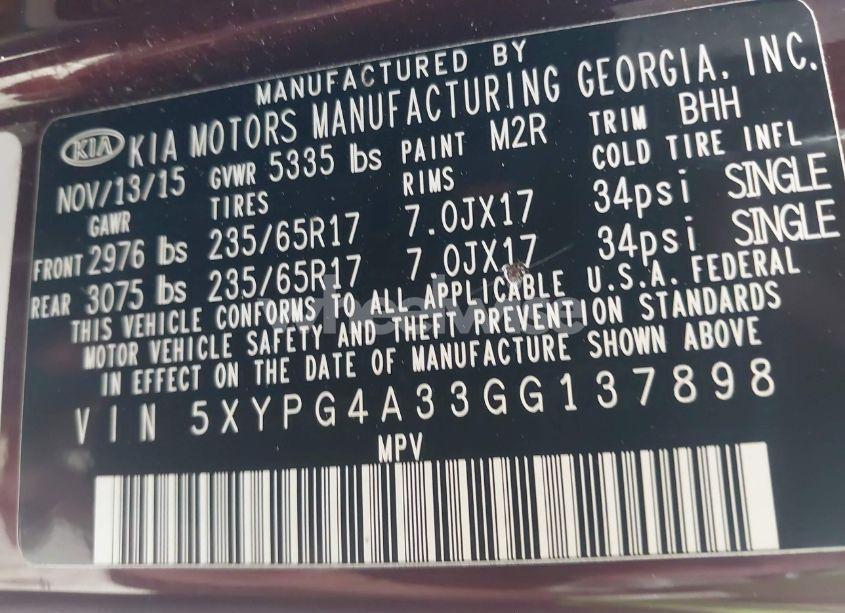 MANUFACTURED BY
KIA KIA MOTORS MANUFACTURING GEORGIA, INC.
NOV/13/15 GVWR 5335 lbs PAINT M2R TRIM BHH
GAWR TIRES RIMS COLD TIRE INFL
FRONT 2976 lbs 235/65R17 7.0JX17 34psi SINGLE
REAR 3075 lbs 235/65R17 7.0JX17 34psi SINGLE
THIS VEHICLE CONFORMS TO ALL APPLICABLE U.S.A. FEDERAL
MOTOR VEHICLE SAFETY AND THEFT PREVENTION STANDARDS
IN EFFECT ON THE DATE OF MANUFACTURE SHOWN ABOVE
VIN 5XYPG4A33GG137898
MPV